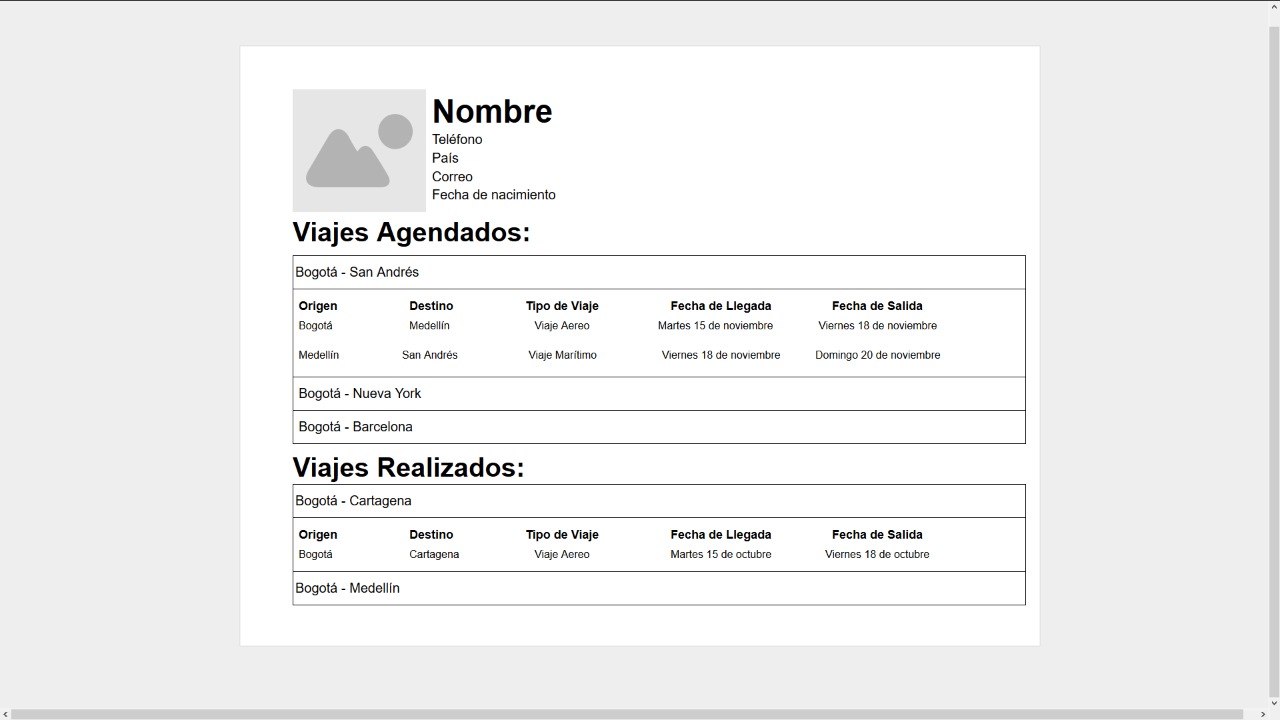 Nombre
Teléfono
País
Correo
Fecha de nacimiento
Viajes Agendados:
Bogotá - San Andrés
Origen Destino Tipo de Viaje Fecha de Llegada Fecha de Salida
Bogotá Medellín Viaje Aereo Martes 15 de noviembre Viernes 18 de noviembre
Medellín San Andrés Viaje Marítimo Viernes 18 de noviembre Domingo 20 de noviembre
Bogotá - Nueva York
Bogotá - Barcelona
Viajes Realizados:
Bogotá - Cartagena
Origen Destino Tipo de Viaje Fecha de Llegada Fecha de Salida
Bogotá Cartagena Viaje Aereo Martes 15 de octubre Viernes 18 de octubre
Bogotá - Medellín